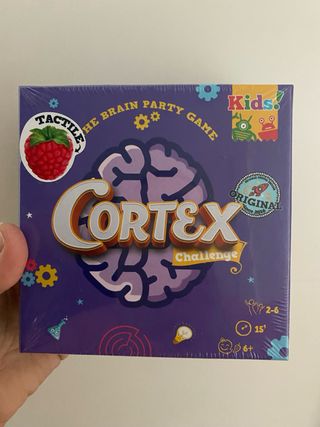 TACTILE
THE BRAIN PARTY GAME
Kids!
CORTEX
Challenge
ORIGINAL
2-6
15'
6+